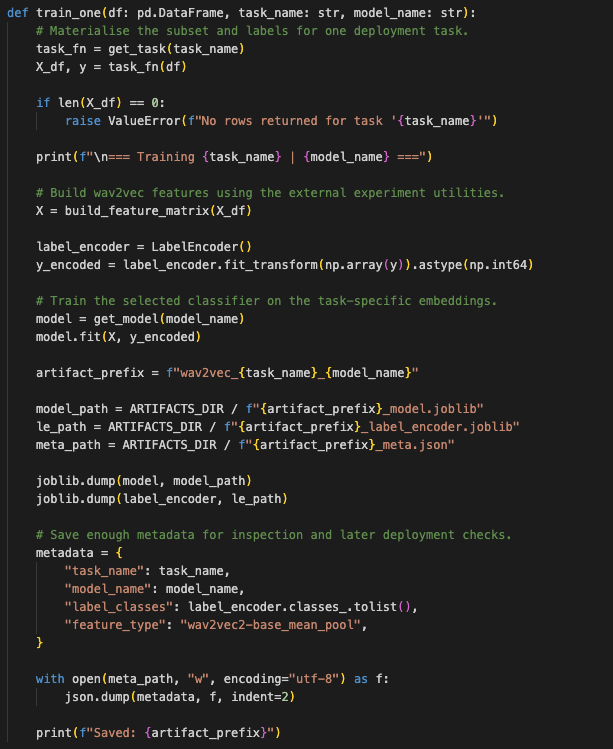 def train_one(df: pd.DataFrame, task_name: str, model_name: str):
    # Materialise the subset and labels for one deployment task.
    task_fn = get_task(task_name)
    X_df, y = task_fn(df)

    if len(X_df) == 0:
        raise ValueError(f"No rows returned for task '{task_name}'")

    print(f"\n=== Training {task_name} | {model_name} ===")

    # Build wav2vec features using the external experiment utilities.
    X = build_feature_matrix(X_df)

    label_encoder = LabelEncoder()
    y_encoded = label_encoder.fit_transform(np.array(y)).astype(np.int64)

    # Train the selected classifier on the task-specific embeddings.
    model = get_model(model_name)
    model.fit(X, y_encoded)

    artifact_prefix = f"wav2vec_{task_name}_{model_name}"

    model_path = ARTIFACTS_DIR / f"{artifact_prefix}_model.joblib"
    le_path = ARTIFACTS_DIR / f"{artifact_prefix}_label_encoder.joblib"
    meta_path = ARTIFACTS_DIR / f"{artifact_prefix}_meta.json"

    joblib.dump(model, model_path)
    joblib.dump(label_encoder, le_path)

    # Save enough metadata for inspection and later deployment checks.
    metadata = {
        "task_name": task_name,
        "model_name": model_name,
        "label_classes": label_encoder.classes_.tolist(),
        "feature_type": "wav2vec2-base_mean_pool",
    }

    with open(meta_path, "w", encoding="utf-8") as f:
        json.dump(metadata, f, indent=2)

    print(f"Saved: {artifact_prefix}")